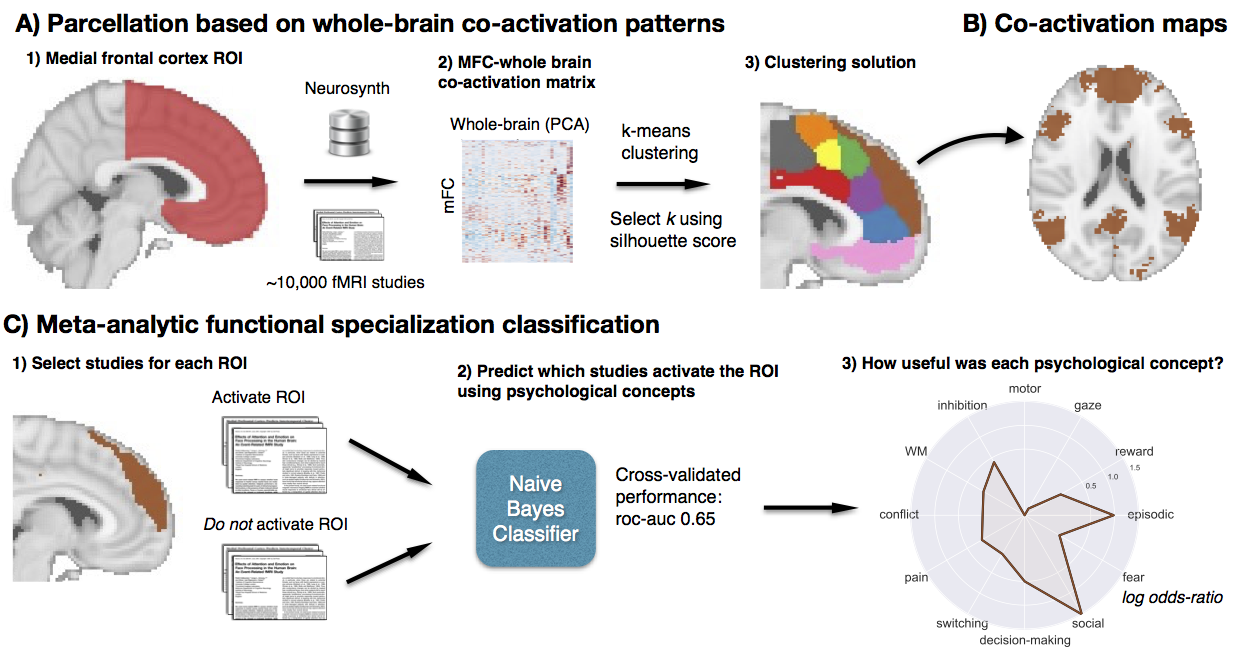 A) Parcellation based on whole-brain co-activation patterns
B) Co-activation maps
1) Medial frontal cortex ROI
Neurosynth
~10,000 fMRI studies
2) MFC-whole brain
co-activation matrix
Whole-brain (PCA)
mFC
k-means
clustering
Select k using
silhouette score
3) Clustering solution
C) Meta-analytic functional specialization classification
1) Select studies for each ROI
Activate ROI
Do not activate ROI
2) Predict which studies activate the ROI
using psychological concepts
Naive
Bayes
Classifier
Cross-validated
performance:
roc-auc 0.65
3) How useful was each psychological concept?
motor
inhibition
gaze
WM
reward
1.5
1.0
0.5
conflict
episodic
pain
fear
log odds-ratio
switching
social
decision-making